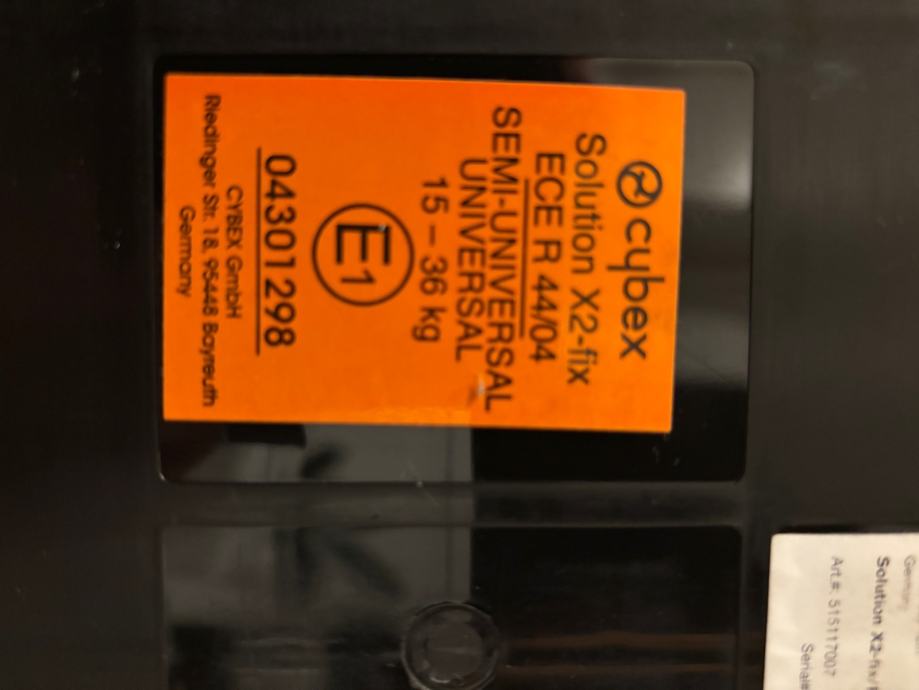 cybex
Solution X2-fix
ECE R 44/04
SEMI-UNIVERSAL
UNIVERSAL
15 – 36 kg
E1
04301298
CYBEX GmbH
Riedinger Str. 18, 95448 Bayreuth
Germany
Germany
Solution X2-fix/
Art.#: 515117007